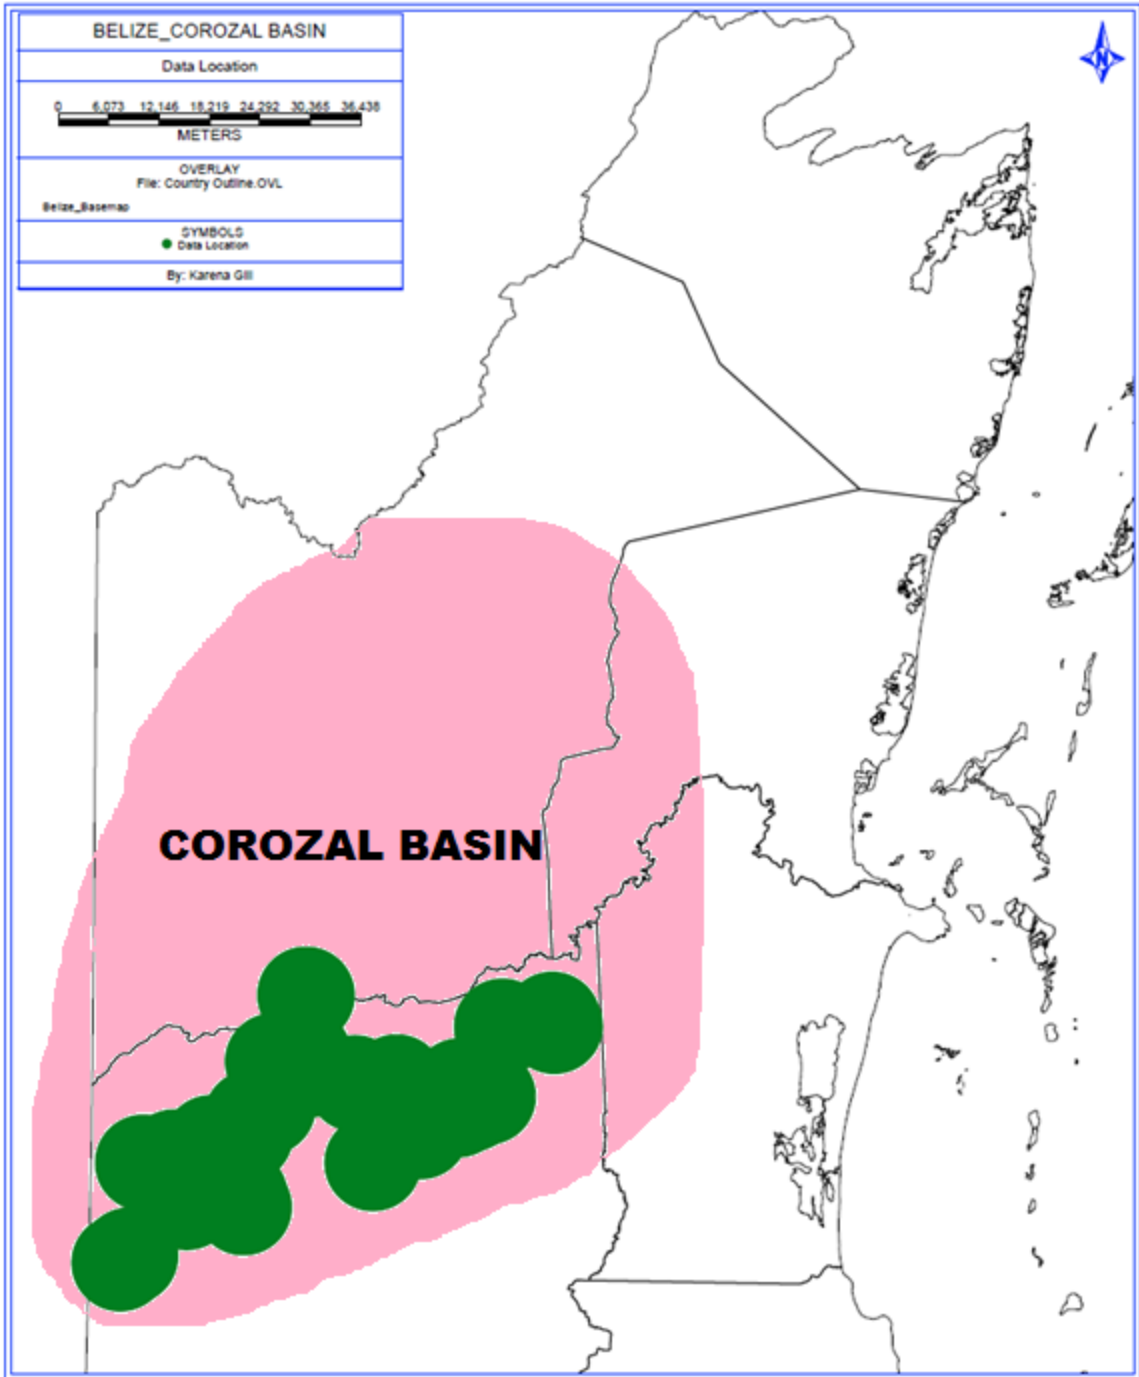 BELIZE_COROZAL BASIN
Data Location
0 6,073 12,146 18,219 24,292 30,365 36,438
METERS
OVERLAY
File: Country Outline.OVL
Belize_Basemap
SYMBOLS
Data Location
By: Karena Gill
N
COROZAL BASIN